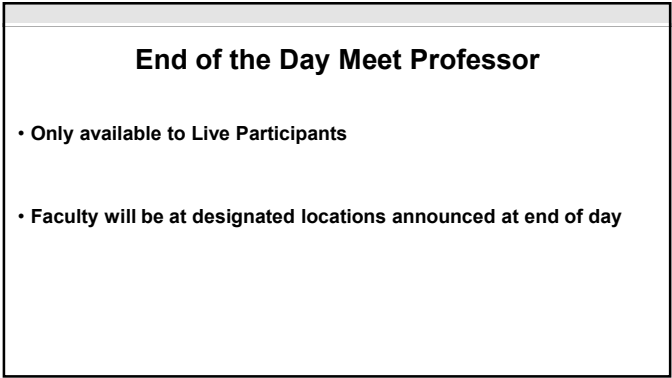 End of the Day Meet Professor
• Only available to Live Participants
• Faculty will be at designated locations announced at end of day